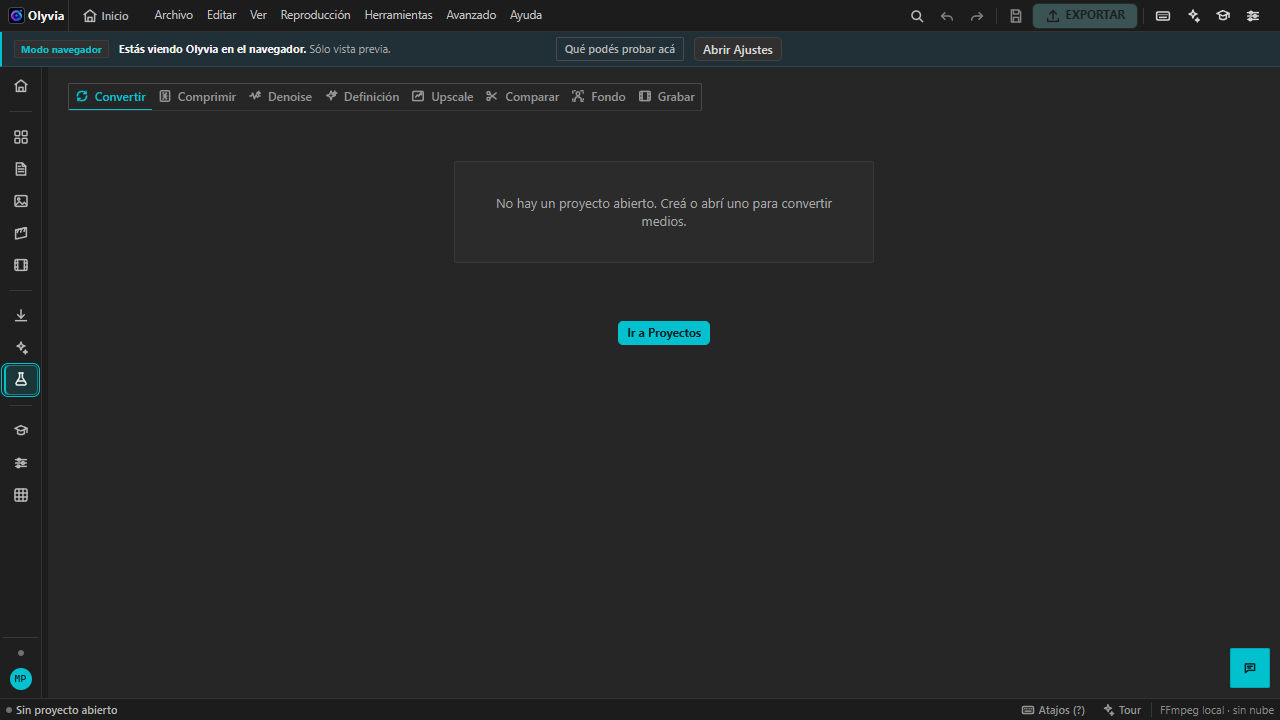 Olyvia Inicio Archivo Editar Ver Reproducción Herramientas Avanzado Ayuda EXPORTAR
Modo navegador Estás viendo Olyvia en el navegador. Sólo vista previa. Qué podés probar acá Abrir Ajustes
Convertir Comprimir Denoise Definición Upscale Comparar Fondo Grabar
No hay un proyecto abierto. Creá o abrí uno para convertir
medios.
Ir a Proyectos
MP
Sin proyecto abierto Atajos (?) Tour FFmpeg local · sin nube